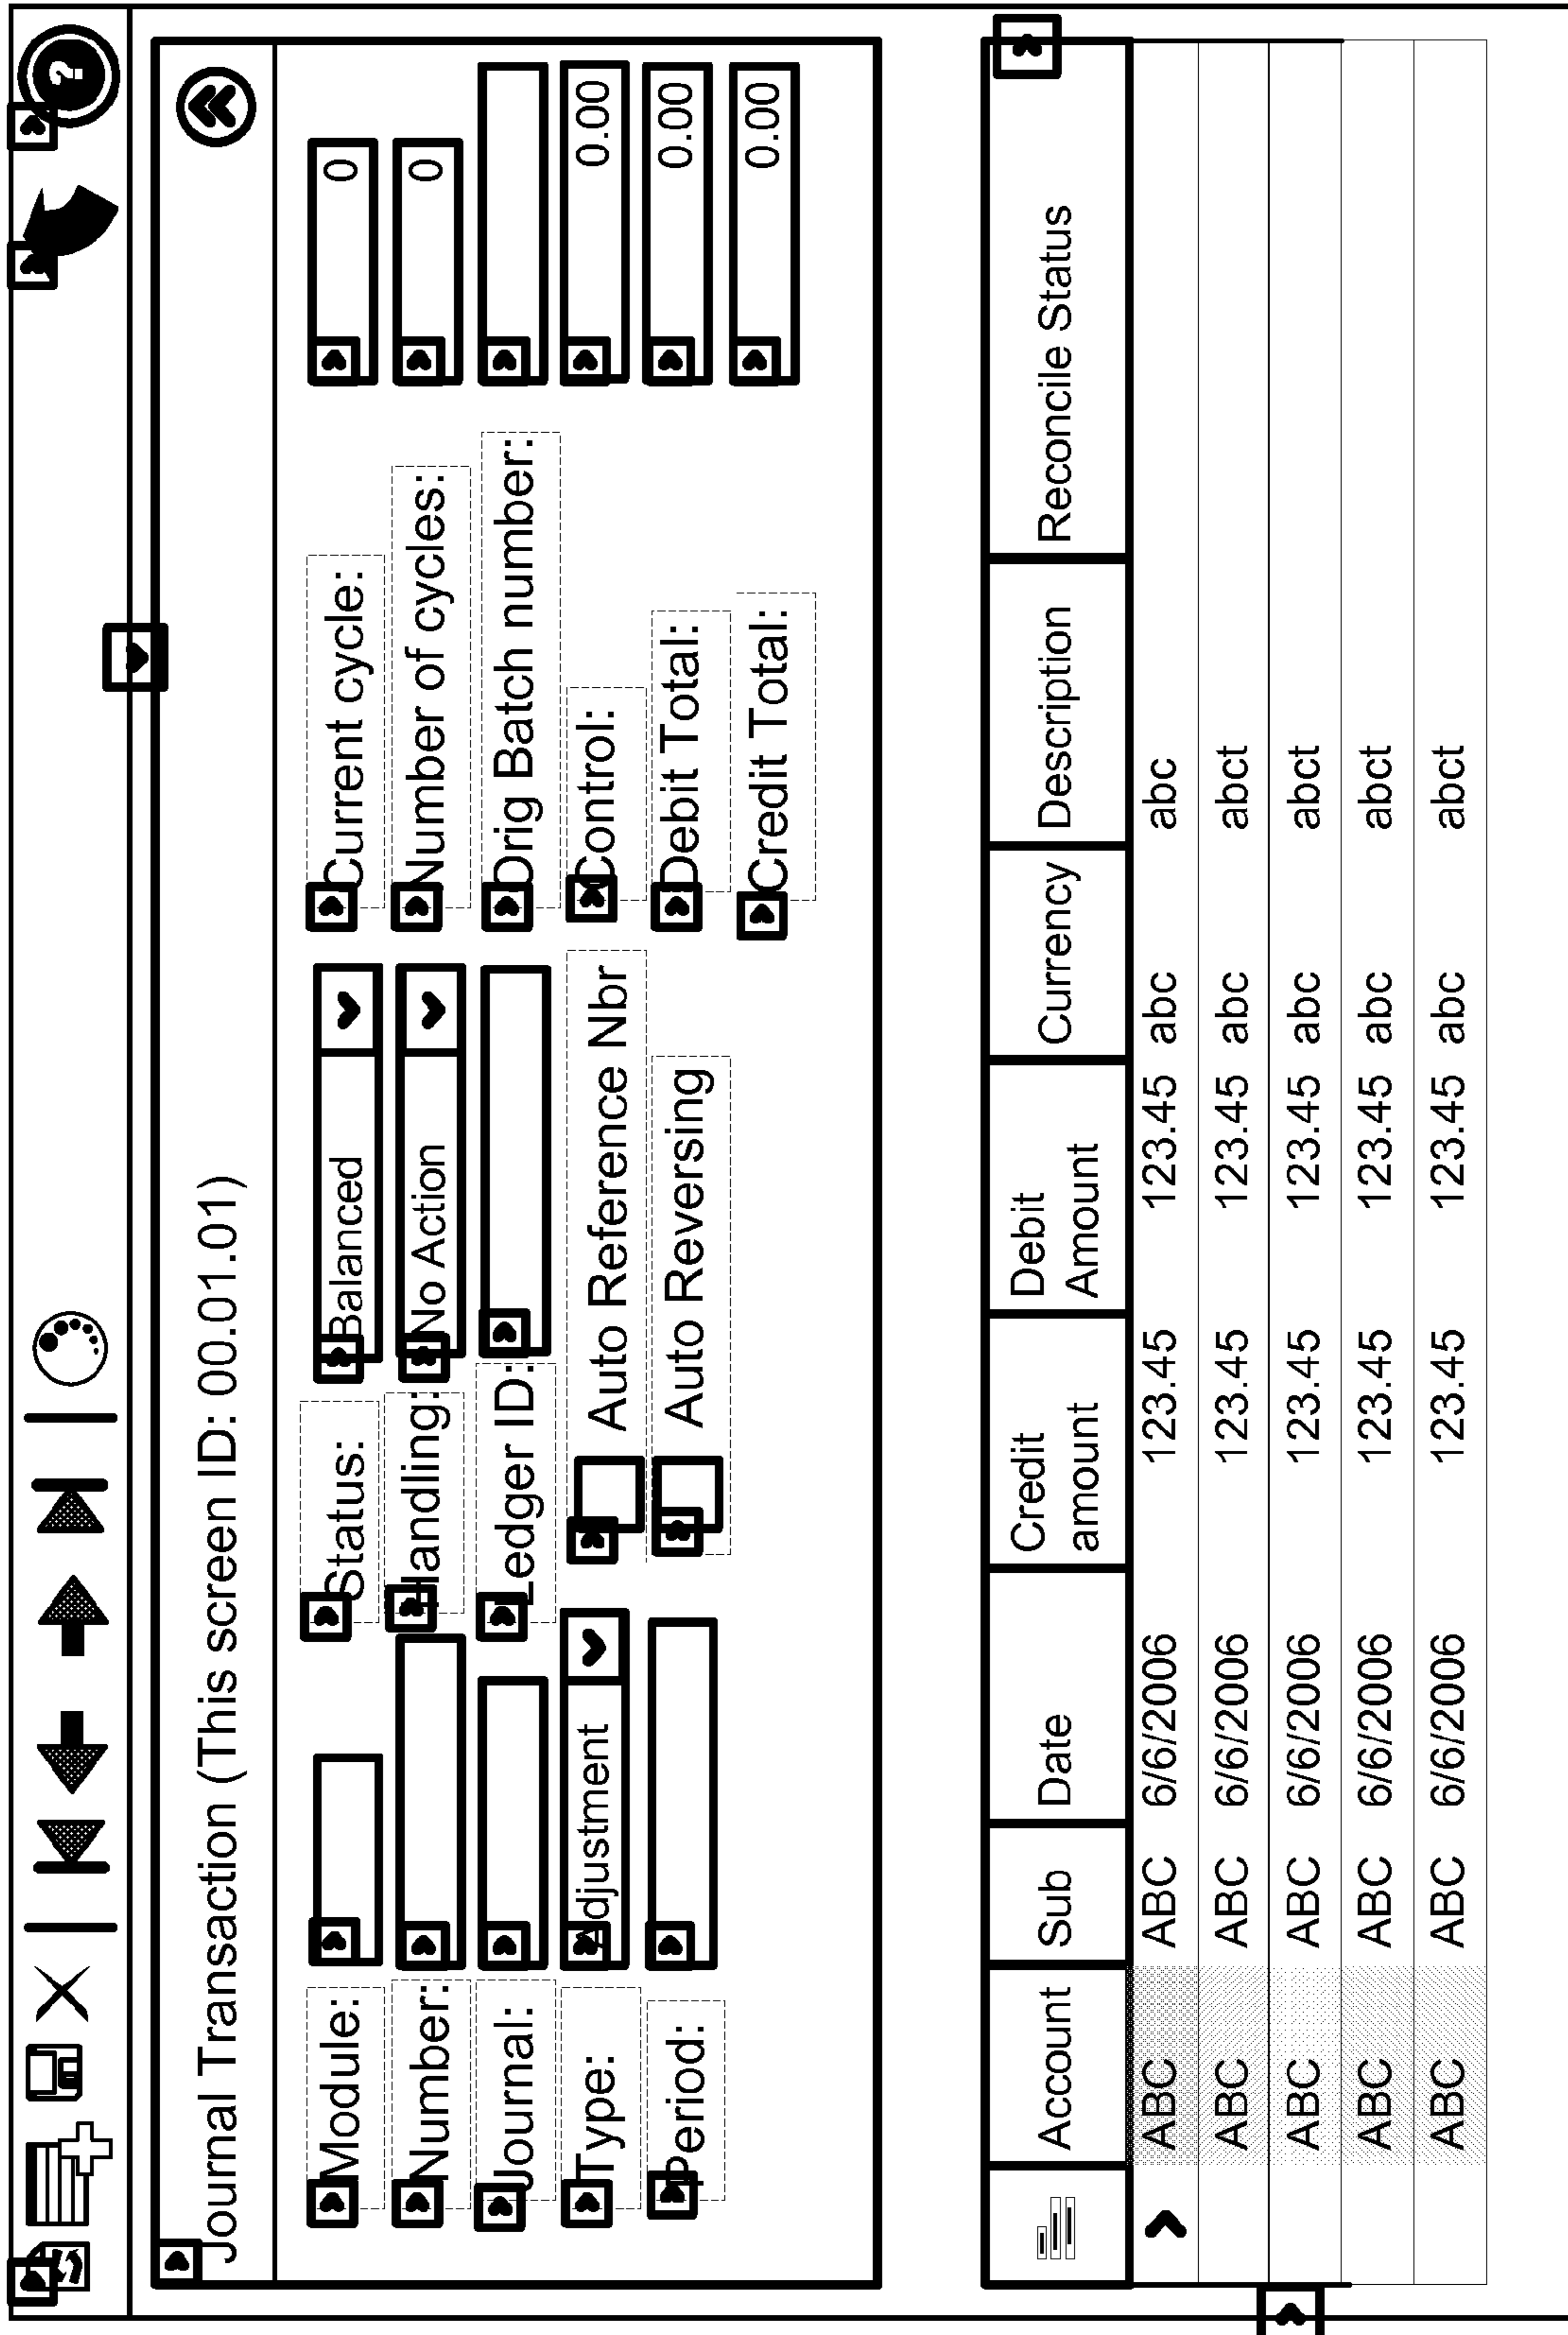 ?
Journal Transaction (This screen ID: 00.01.01)
Module:
Status:
Balanced
Current cycle:
0
Number:
Handling:
No Action
Number of cycles:
0
Journal:
Ledger ID:
Orig Batch number:
Type:
Adjustment
Auto Reference Nbr
Control:
0.00
Period:
Auto Reversing
Debit Total:
0.00
Credit Total:
0.00
Account Sub Date Credit amount Debit Amount Currency Description Reconcile Status
ABC ABC 6/6/2006 123.45 123.45 abc abc
ABC ABC 6/6/2006 123.45 123.45 abc abct
ABC ABC 6/6/2006 123.45 123.45 abc abct
ABC ABC 6/6/2006 123.45 123.45 abc abct
ABC ABC 6/6/2006 123.45 123.45 abc abct